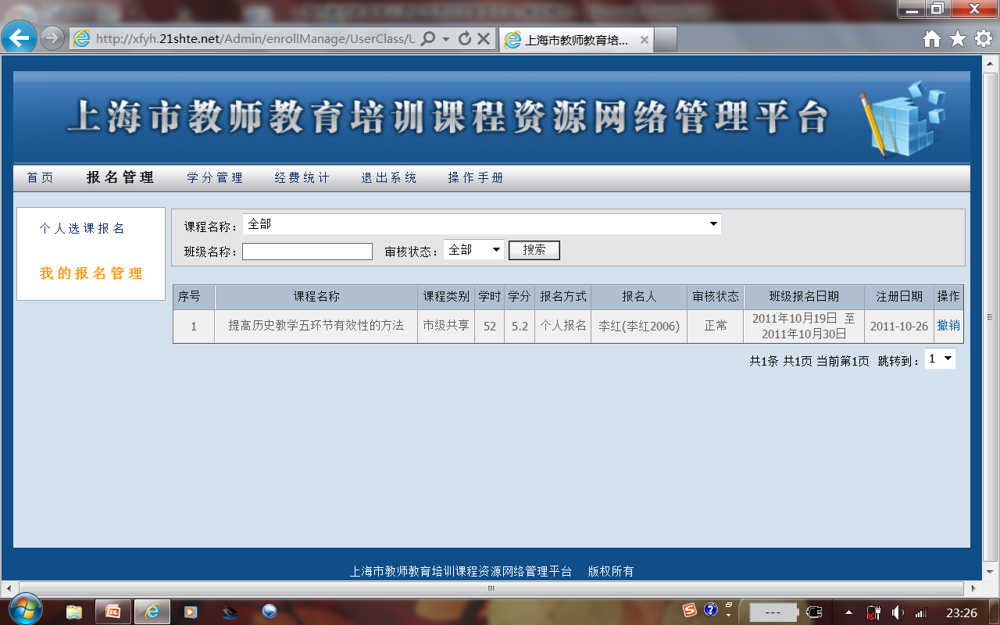 http://xfyh.21shte.net/Admin/enrollManage/UserClass/U
上海市教师教育培...
上海市教师教育培训课程资源网络管理平台
首页 报名管理 学分管理 经费统计 退出系统 操作手册
个人选课报名
我的报名管理
课程名称： 全部
班级名称： 审核状态： 全部 搜索
序号 课程名称 课程类别 学时 学分 报名方式 报名人 审核状态 班级报名日期 注册日期 操作
1 提高历史教学五环节有效性的方法 市级共享 52 5.2 个人报名 李红(李红2006) 正常 2011年10月19日 至 2011年10月30日 2011-10-26 撤销
共1条 共1页 当前第1页 跳转到： 1
上海市教师教育培训课程资源网络管理平台 版权所有
23:26